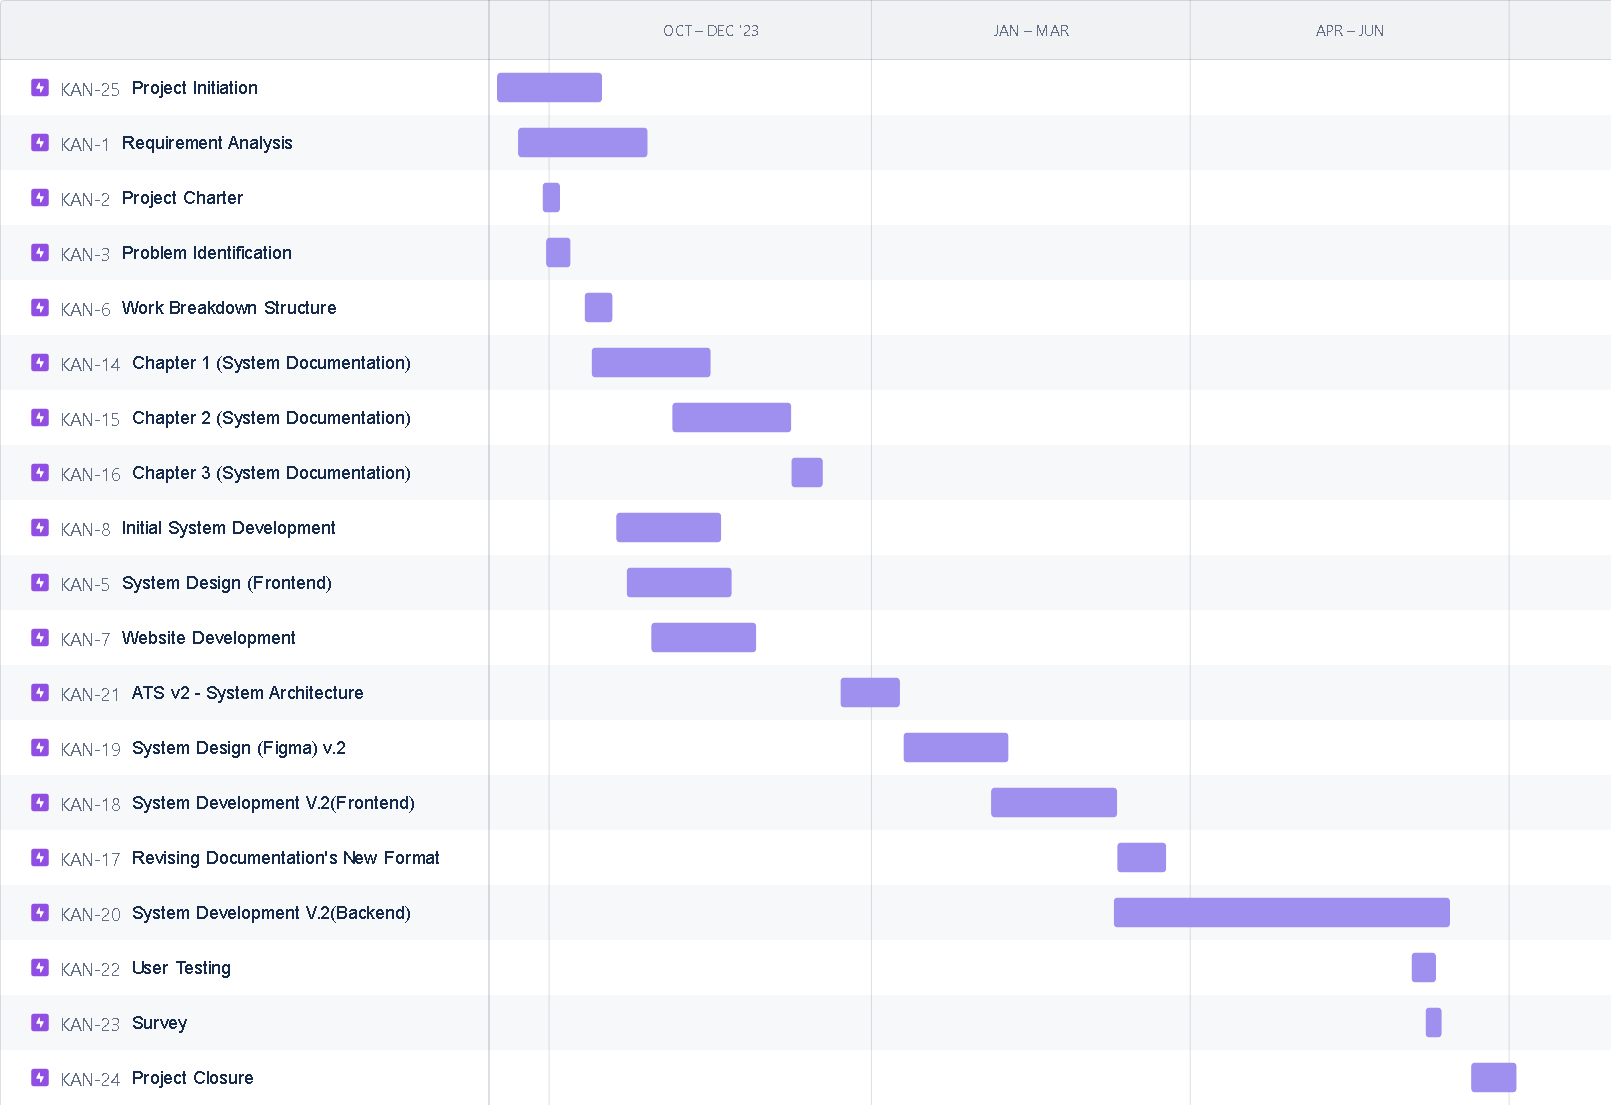 OCT – DEC '23 JAN – MAR APR – JUN
KAN-25 Project Initiation
KAN-1 Requirement Analysis
KAN-2 Project Charter
KAN-3 Problem Identification
KAN-6 Work Breakdown Structure
KAN-14 Chapter 1 (System Documentation)
KAN-15 Chapter 2 (System Documentation)
KAN-16 Chapter 3 (System Documentation)
KAN-8 Initial System Development
KAN-5 System Design (Frontend)
KAN-7 Website Development
KAN-21 ATS v2 - System Architecture
KAN-19 System Design (Figma) v.2
KAN-18 System Development V.2(Frontend)
KAN-17 Revising Documentation's New Format
KAN-20 System Development V.2(Backend)
KAN-22 User Testing
KAN-23 Survey
KAN-24 Project Closure